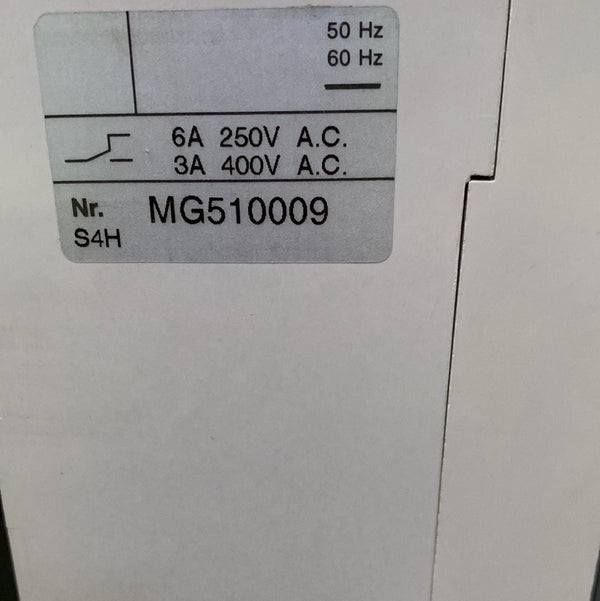 50 Hz
60 Hz
6A 250V A.C.
3A 400V A.C.
Nr. MG510009
S4H